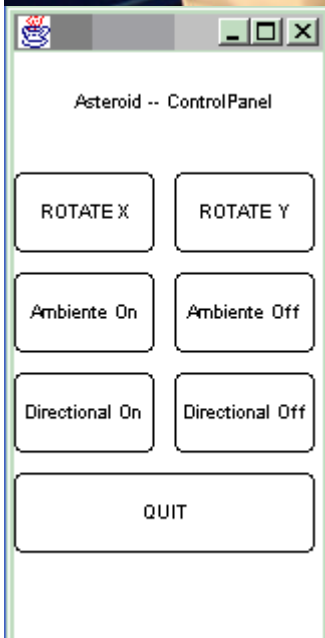 Asteroid -- ControlPanel
ROTATE X ROTATE Y
Ambiente On Ambiente Off
Directional On Directional Off
QUIT